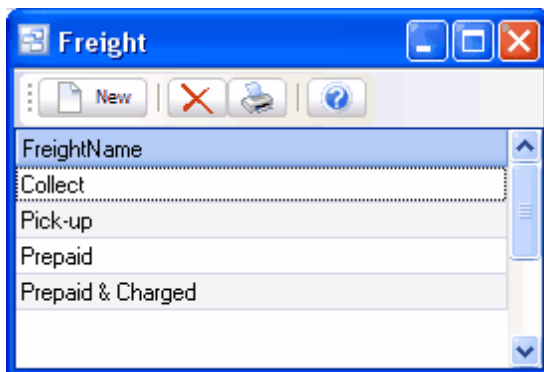 Freight
New
FreightName
Collect
Pick-up
Prepaid
Prepaid & Charged